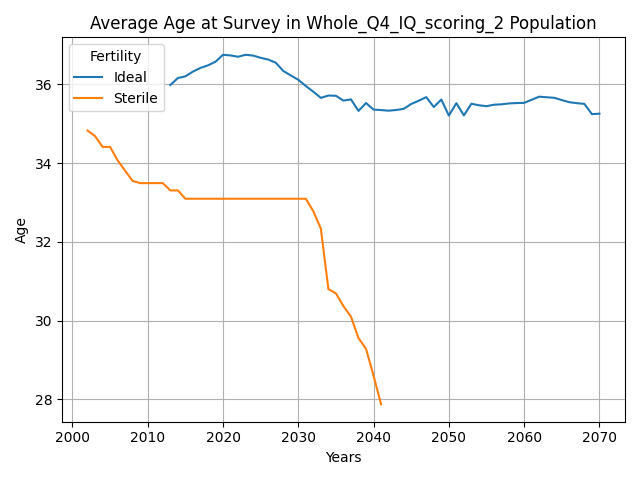 Average Age at Survey in Whole_Q4_IQ_scoring_2 Population
Fertility
Ideal
Sterile
Age
36
34
32
30
28
2000 2010 2020 2030 2040 2050 2060 2070
Years